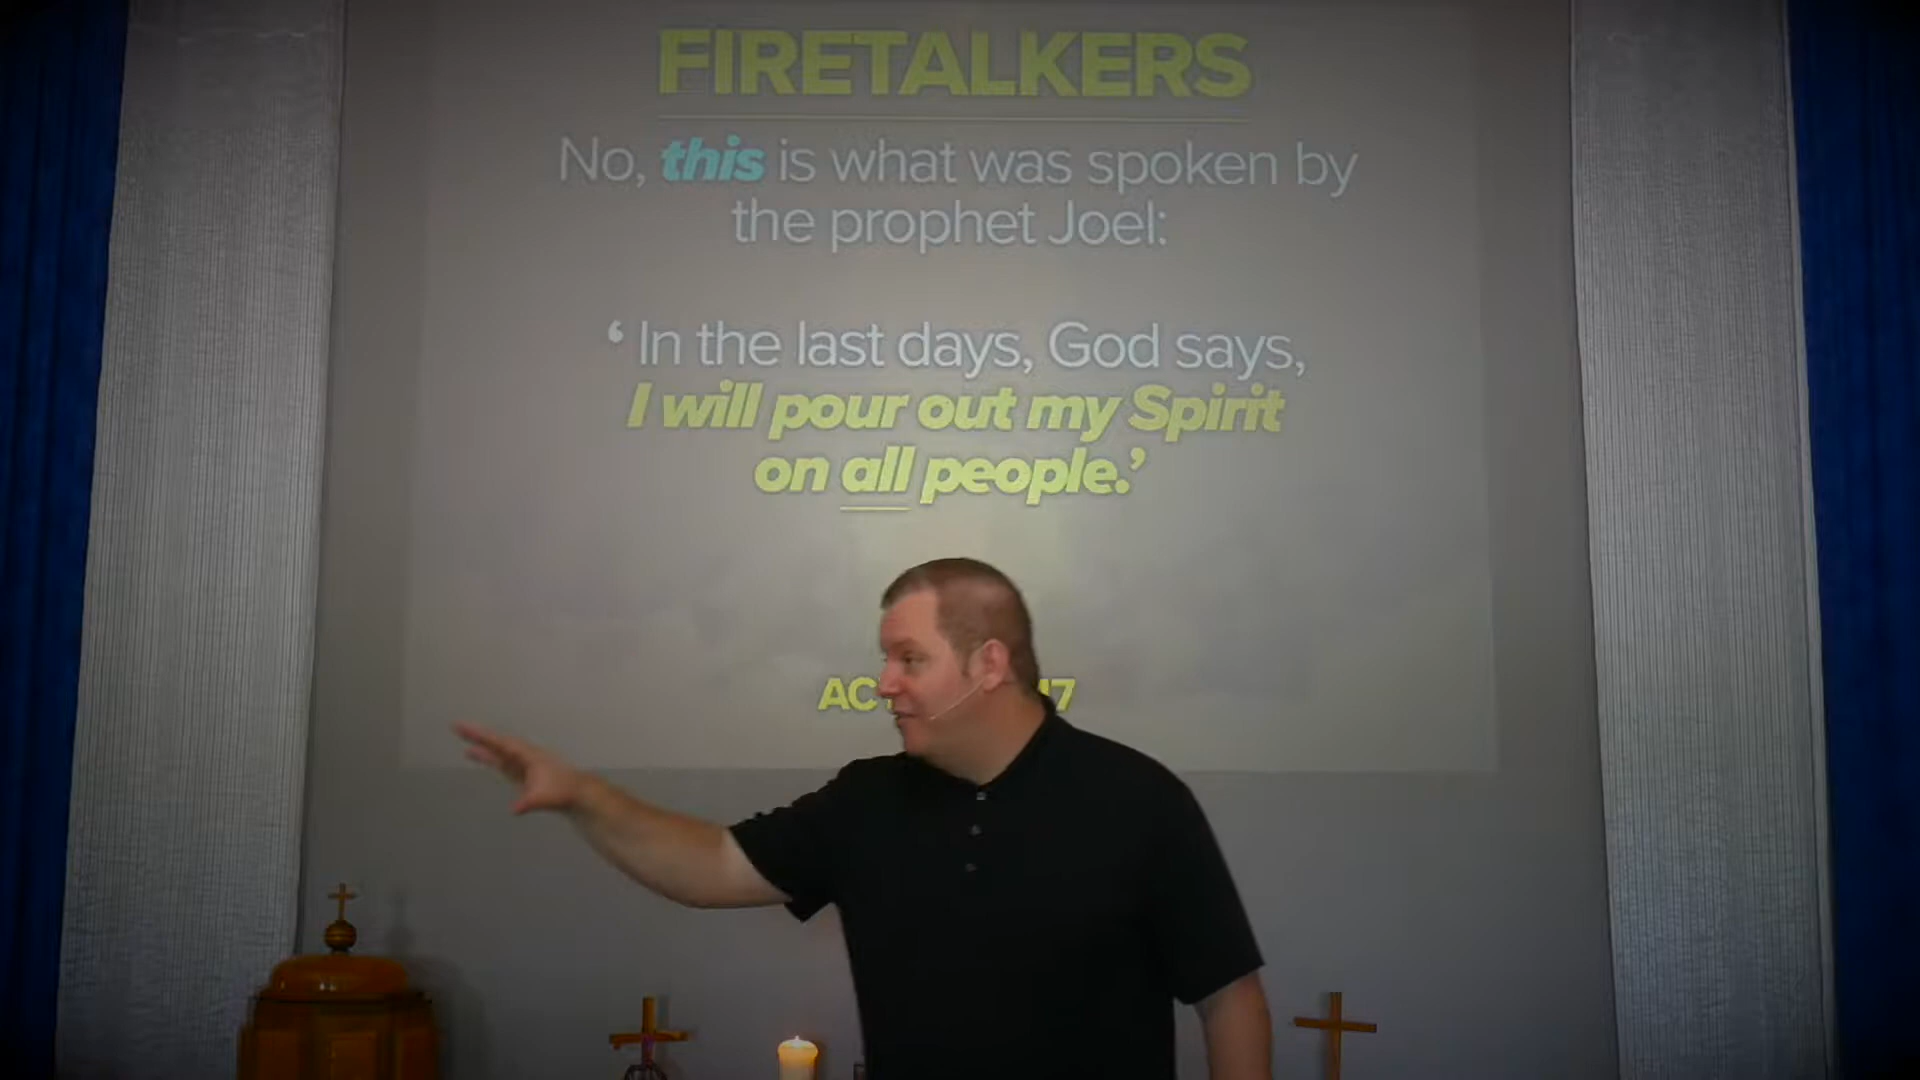 FIRETALKERS
No, this is what was spoken by
the prophet Joel:
‘ In the last days, God says,
I will pour out my Spirit
on all people.’
17